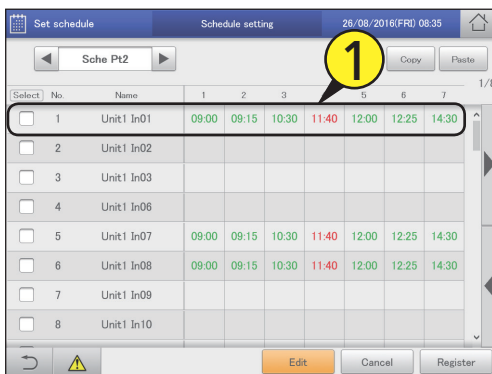 Set schedule Schedule setting 26/08/2016(FRI) 08:35
Sche Pt2 1 Copy Paste
1/8
Select No. Name 1 2 3 5 6 7
1 Unit1 In01 09:00 09:15 10:30 11:40 12:00 12:25 14:30
2 Unit1 In02
3 Unit1 In03
4 Unit1 In06
5 Unit1 In07 09:00 09:15 10:30 11:40 12:00 12:25 14:30
6 Unit1 In08 09:00 09:15 10:30 11:40 12:00 12:25 14:30
7 Unit1 In09
8 Unit1 In10
Edit Cancel Register